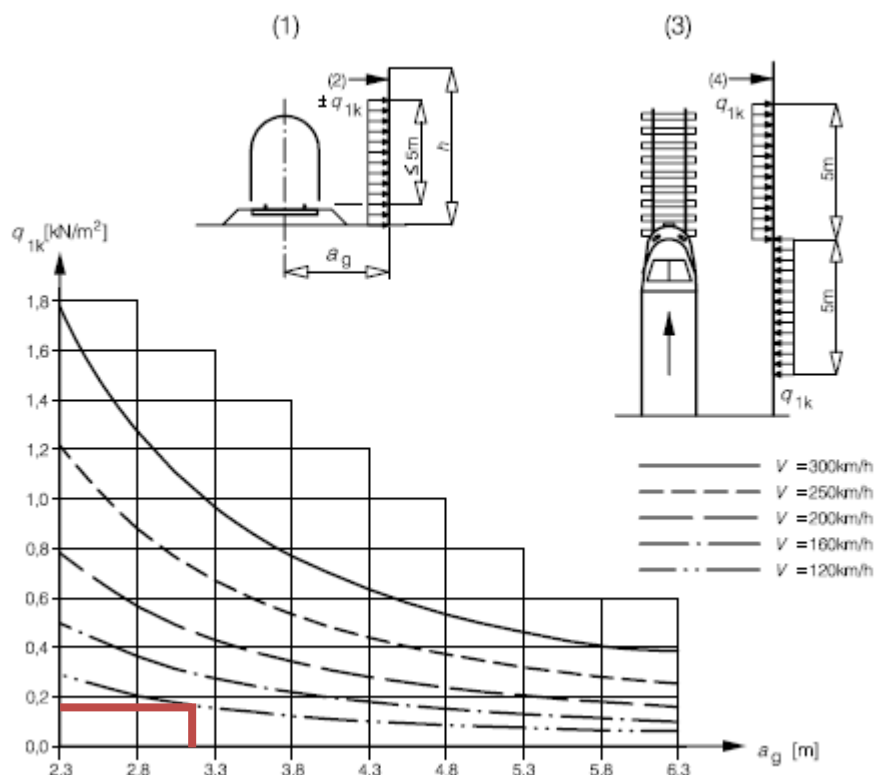 (1)
(3)
(2)
± q1k
≤ 5m
h
ag
(4)
q1k
5m
5m
q1k
q1k[kN/m²]
1,8
1,6
1,4
1,2
1,0
0,8
0,6
0,4
0,2
0,0
2.3 2.8 3.3 3.8 4.3 4.8 5.3 5.8 6.3
ag [m]
V =300km/h
V =250km/h
V =200km/h
V =160km/h
V =120km/h